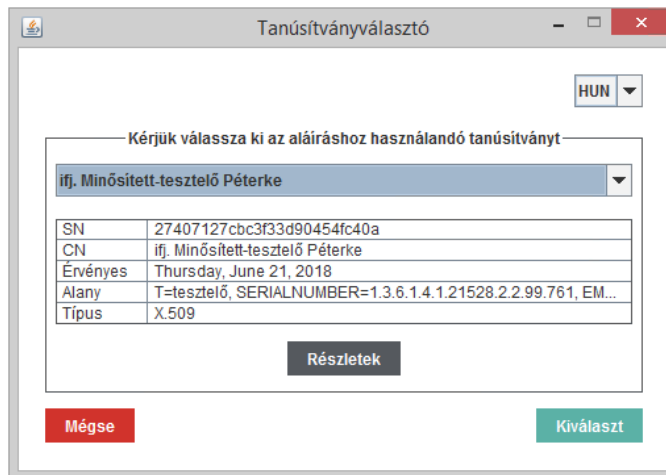 Tanúsítványválasztó
HUN
Kérjük válassza ki az aláíráshoz használandó tanúsítványt
ifj. Minősített-tesztelő Péterke
SN 27407127cbc3f33d90454fc40a
CN ifj. Minősített-tesztelő Péterke
Érvényes Thursday, June 21, 2018
Alany T=tesztelő, SERIALNUMBER=1.3.6.1.4.1.21528.2.2.99.761, EM...
Típus X.509
Részletek
Mégse Kiválaszt